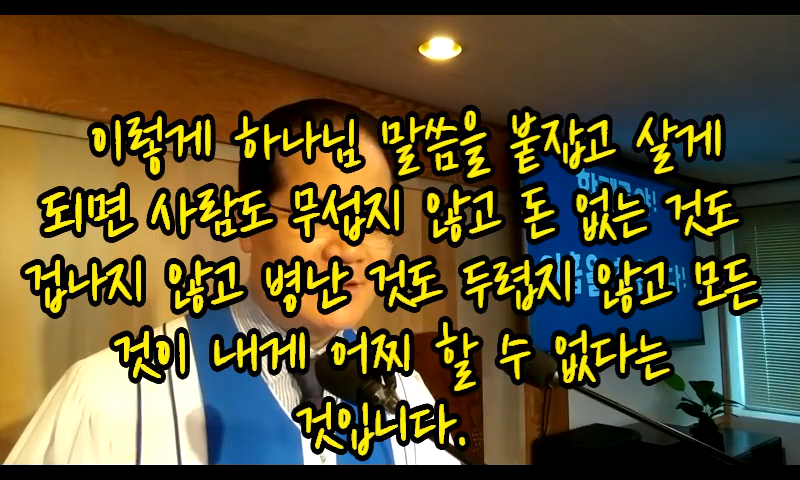 이렇게 하나님 말씀을 붙잡고 살게
되면 사람도 무섭지 않고 돈 없는 것도
겁나지 않고 병난 것도 두렵지 않고 모든
것이 내게 어찌 할 수 없다는
것입니다.